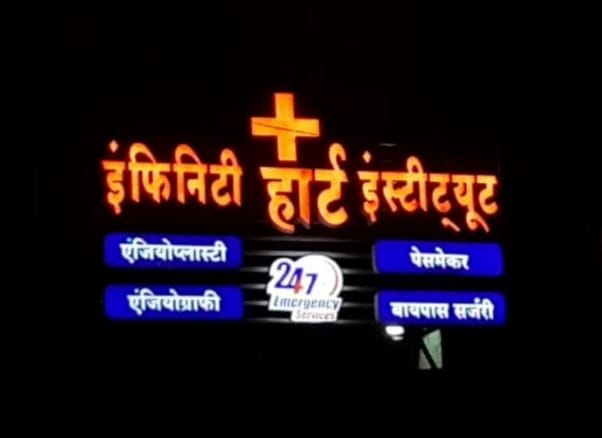 इंफिनिटी हार्ट इंस्टीट्यूट
एंजियोप्लास्टी
पेसमेकर
24*7
Emergency
Services
एंजियोग्राफी
बायपास सर्जरी